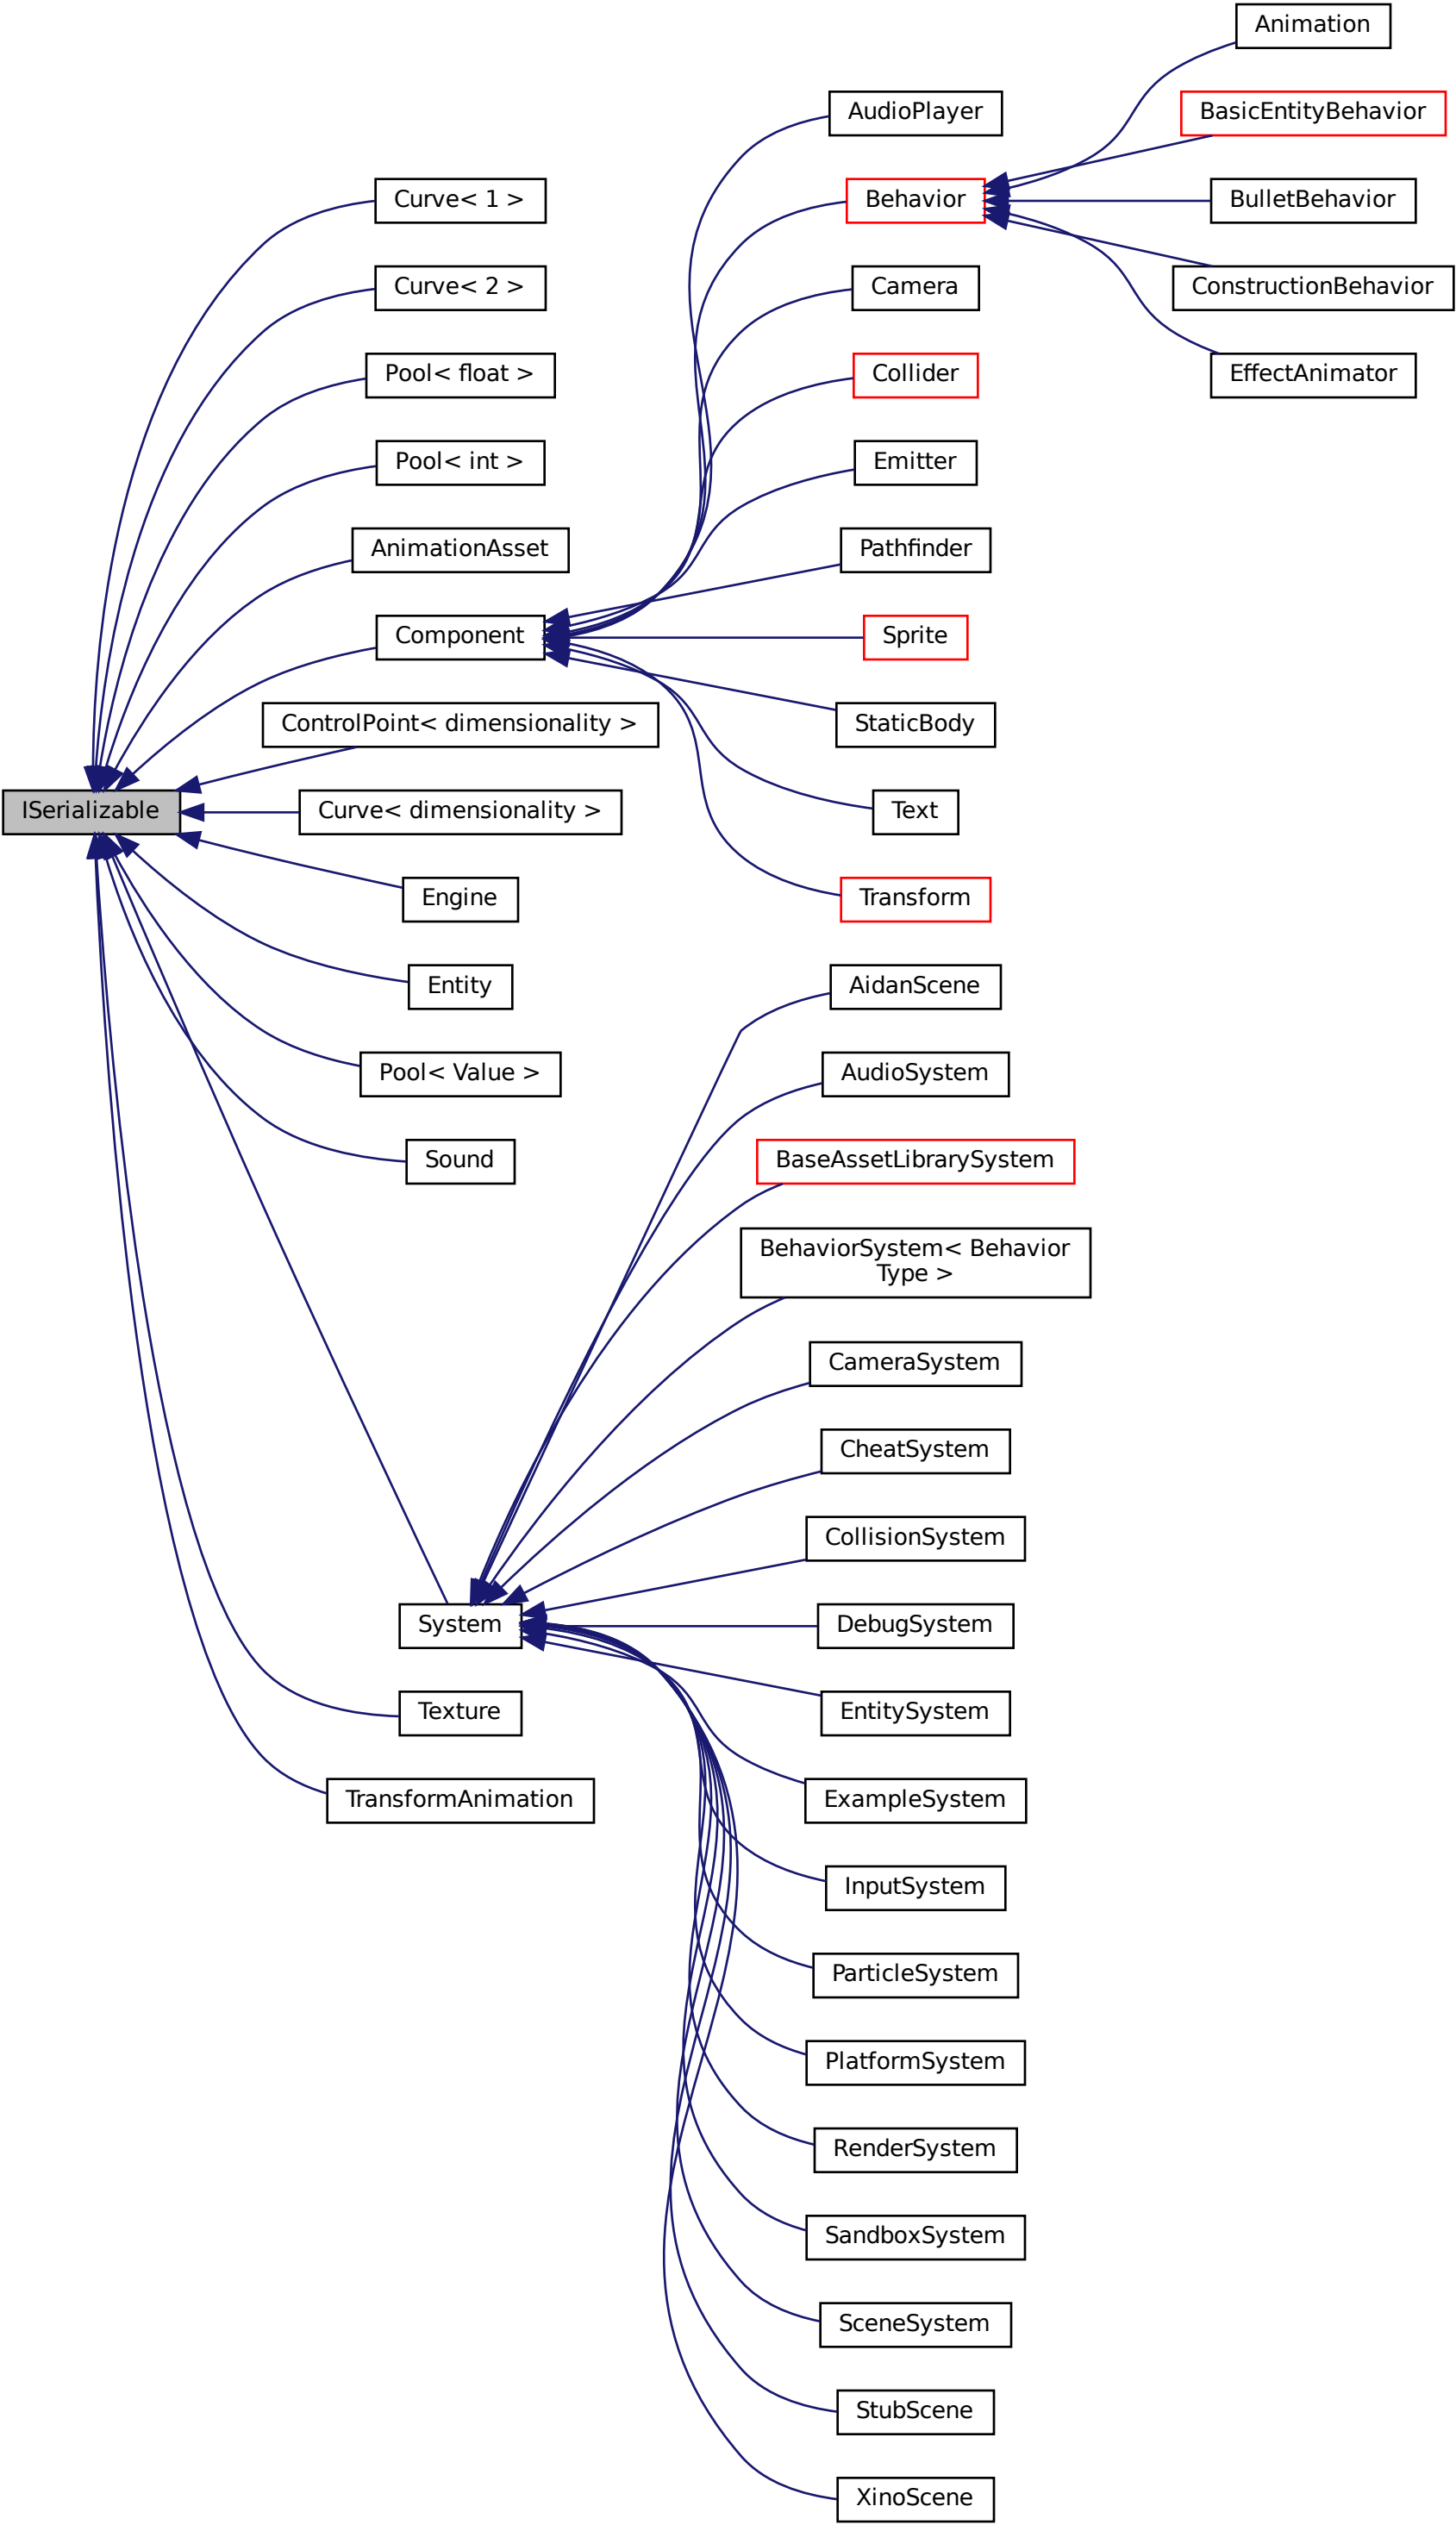 ISerializable
Curve< 1 >
Curve< 2 >
Pool< float >
Pool< int >
AnimationAsset
Component
ControlPoint< dimensionality >
Curve< dimensionality >
Engine
Entity
Pool< Value >
Sound
System
Texture
TransformAnimation
AudioPlayer
Behavior
Camera
Collider
Emitter
Pathfinder
Sprite
StaticBody
Text
Transform
AidanScene
AudioSystem
BaseAssetLibrarySystem
BehaviorSystem< Behavior
Type >
CameraSystem
CheatSystem
CollisionSystem
DebugSystem
EntitySystem
ExampleSystem
InputSystem
ParticleSystem
PlatformSystem
RenderSystem
SandboxSystem
SceneSystem
StubScene
XinoScene
Animation
BasicEntityBehavior
BulletBehavior
ConstructionBehavior
EffectAnimator